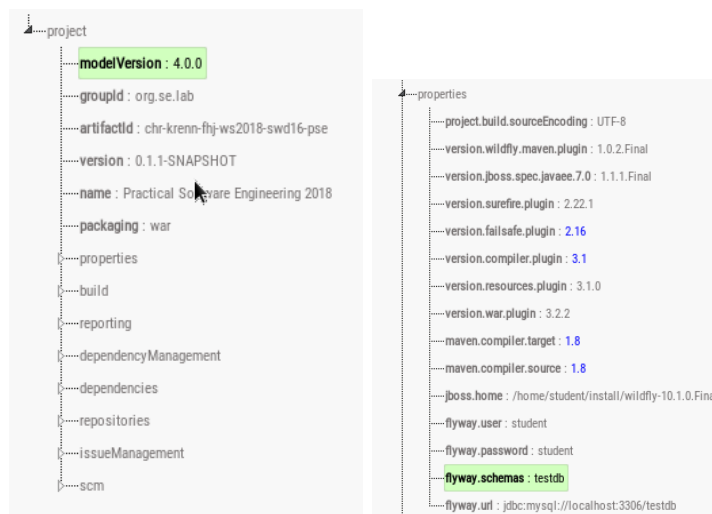 project
modelVersion : 4.0.0
groupId : org.se.lab
artifactId : chr-krenn-fhj-ws2018-swd16-pse
version : 0.1.1-SNAPSHOT
name : Practical Software Engineering 2018
packaging : war
properties
build
reporting
dependencyManagement
dependencies
repositories
issueManagement
scm
properties
project.build.sourceEncoding : UTF-8
version.wildfly.maven.plugin : 1.0.2.Final
version.jboss.spec.javaee.7.0 : 1.1.1.Final
version.surefire.plugin : 2.22.1
version.failsafe.plugin : 2.16
version.compiler.plugin : 3.1
version.resources.plugin : 3.1.0
version.war.plugin : 3.2.2
maven.compiler.target : 1.8
maven.compiler.source : 1.8
jboss.home : /home/student/install/wildfly-10.1.0.Fina
flyway.user : student
flyway.password : student
flyway.schemas : testdb
flyway.url : jdbc:mysql://localhost:3306/testdb